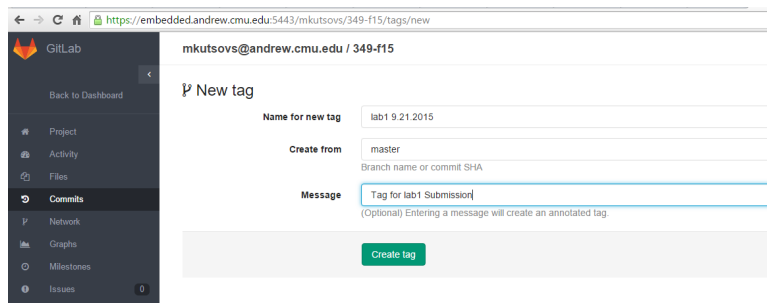 https://embedded.andrew.cmu.edu:5443/mkutsovs/349-f15/tags/new
GitLab
mkutsovs@andrew.cmu.edu / 349-f15
Back to Dashboard
New tag
Name for new tag
lab1 9.21.2015
Project
Create from
master
Activity
Branch name or commit SHA
Files
Message
Tag for lab1 Submission
Commits
(Optional) Entering a message will create an annotated tag.
Network
Graphs
Create tag
Milestones
Issues 0